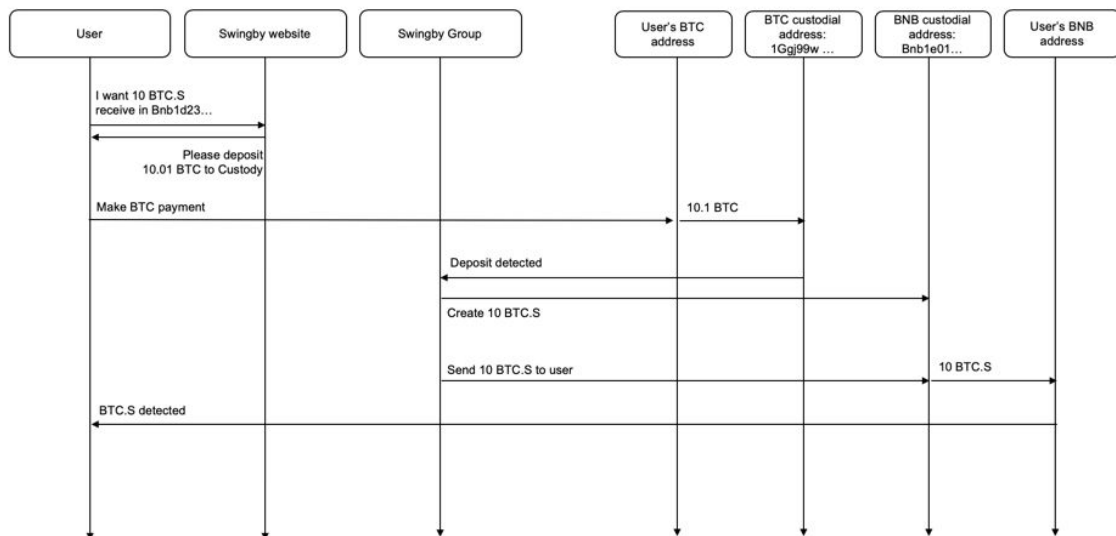 User
Swingby website
Swingby Group
User's BTC
address
BTC custodial
address:
1Ggj99w ...
BNB custodial
address:
Bnb1e01...
User's BNB
address
I want 10 BTC.S
receive in Bnb1d23...
Please deposit
10.01 BTC to Custody
Make BTC payment
10.1 BTC
Deposit detected
Create 10 BTC.S
Send 10 BTC.S to user
10 BTC.S
BTC.S detected